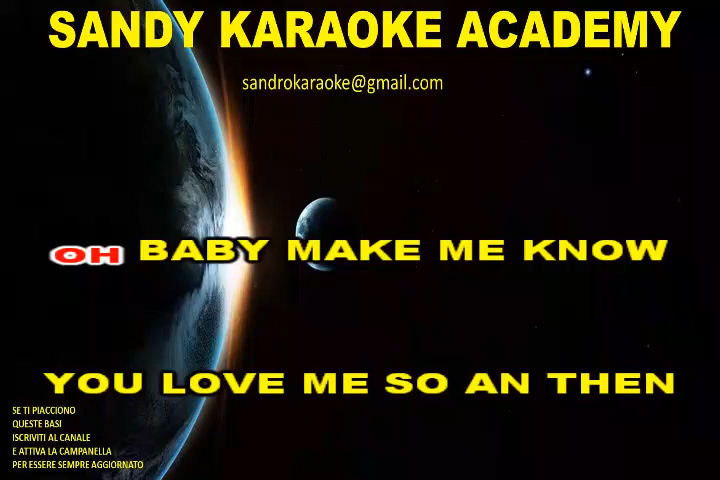 SANDY KARAOKE ACADEMY
sandrokaraoke@gmail.com
OH BABY MAKE ME KNOW
YOU LOVE ME SO AN THEN
SE TI PIACCIONO
QUESTE BASI
ISCRIVITI AL CANALE
E ATTIVA LA CAMPANELLA
PER ESSERE SEMPRE AGGIORNATO